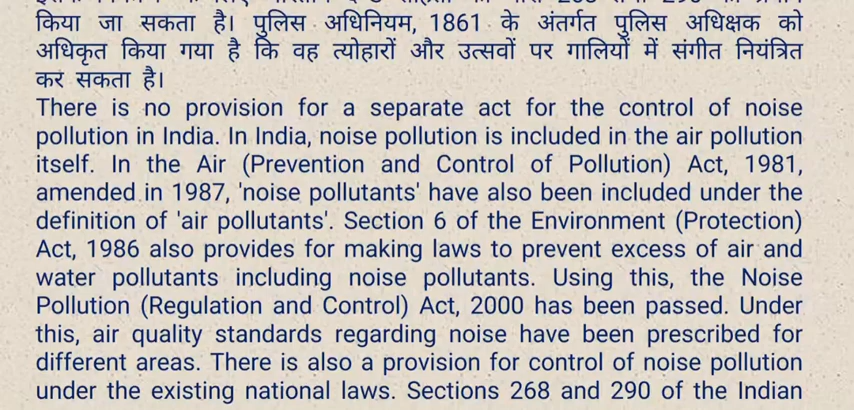 किया जा सकता है। पुलिस अधिनियम, 1861 के अंतर्गत पुलिस अधिक्षक को
अधिकृत किया गया है कि वह त्योहारों और उत्सवों पर गालियों में संगीत नियंत्रित
कर सकता है।
There is no provision for a separate act for the control of noise
pollution in India. In India, noise pollution is included in the air pollution
itself. In the Air (Prevention and Control of Pollution) Act, 1981,
amended in 1987, 'noise pollutants' have also been included under the
definition of 'air pollutants'. Section 6 of the Environment (Protection)
Act, 1986 also provides for making laws to prevent excess of air and
water pollutants including noise pollutants. Using this, the Noise
Pollution (Regulation and Control) Act, 2000 has been passed. Under
this, air quality standards regarding noise have been prescribed for
different areas. There is also a provision for control of noise pollution
under the existing national laws. Sections 268 and 290 of the Indian